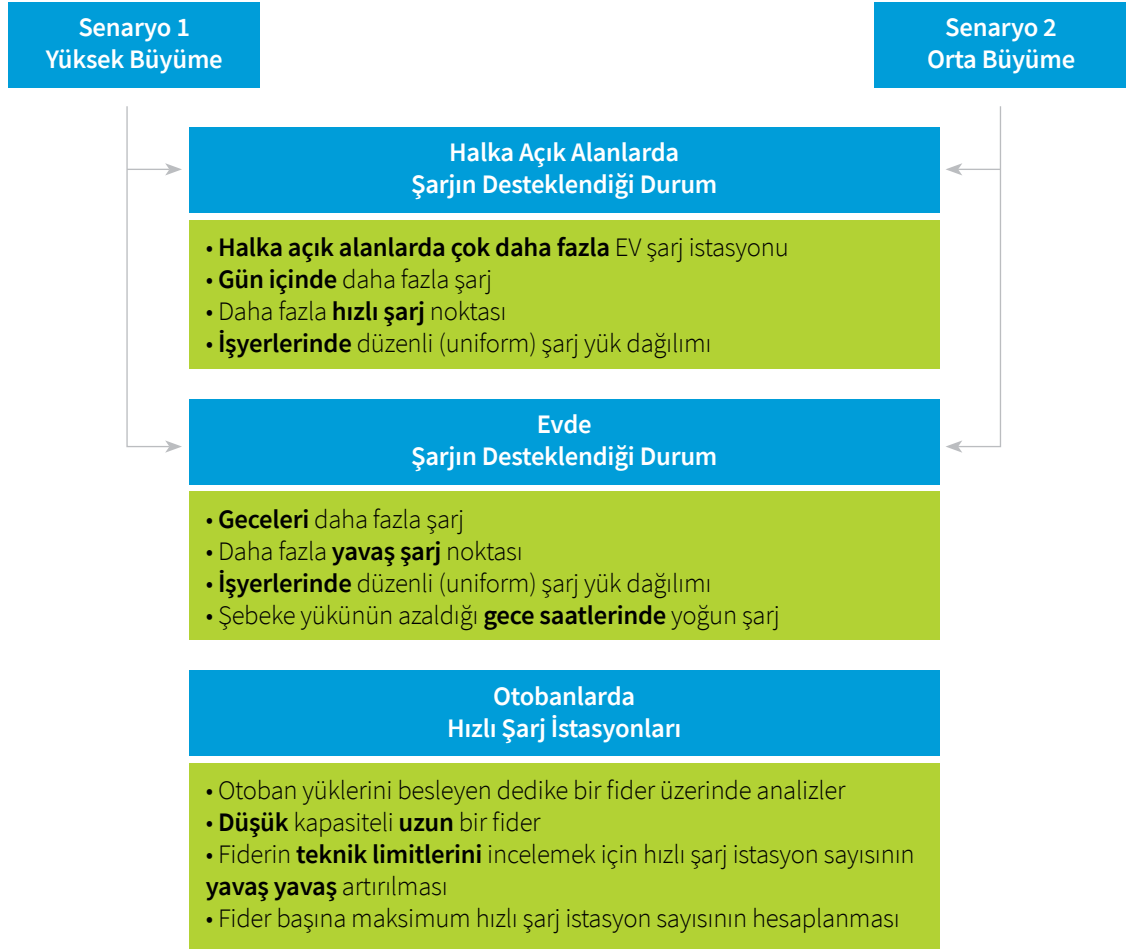 Senaryo 1
Yüksek Büyüme
Senaryo 2
Orta Büyüme
Halka Açık Alanlarda
Şarjın Desteklendiği Durum
• Halka açık alanlarda çok daha fazla EV şarj istasyonu
• Gün içinde daha fazla şarj
• Daha fazla hızlı şarj noktası
• İşyerlerinde düzenli (uniform) şarj yük dağılımı
Evde
Şarjın Desteklendiği Durum
• Geceleri daha fazla şarj
• Daha fazla yavaş şarj noktası
• İşyerlerinde düzenli (uniform) şarj yük dağılımı
• Şebeke yükünün azaldığı gece saatlerinde yoğun şarj
Otobanlarda
Hızlı Şarj İstasyonları
• Otoban yüklerini besleyen dedike bir fider üzerinde analizler
• Düşük kapasiteli uzun bir fider
• Fiderin teknik limitlerini incelemek için hızlı şarj istasyon sayısının
yavaş yavaş artırılması
• Fider başına maksimum hızlı şarj istasyon sayısının hesaplanması